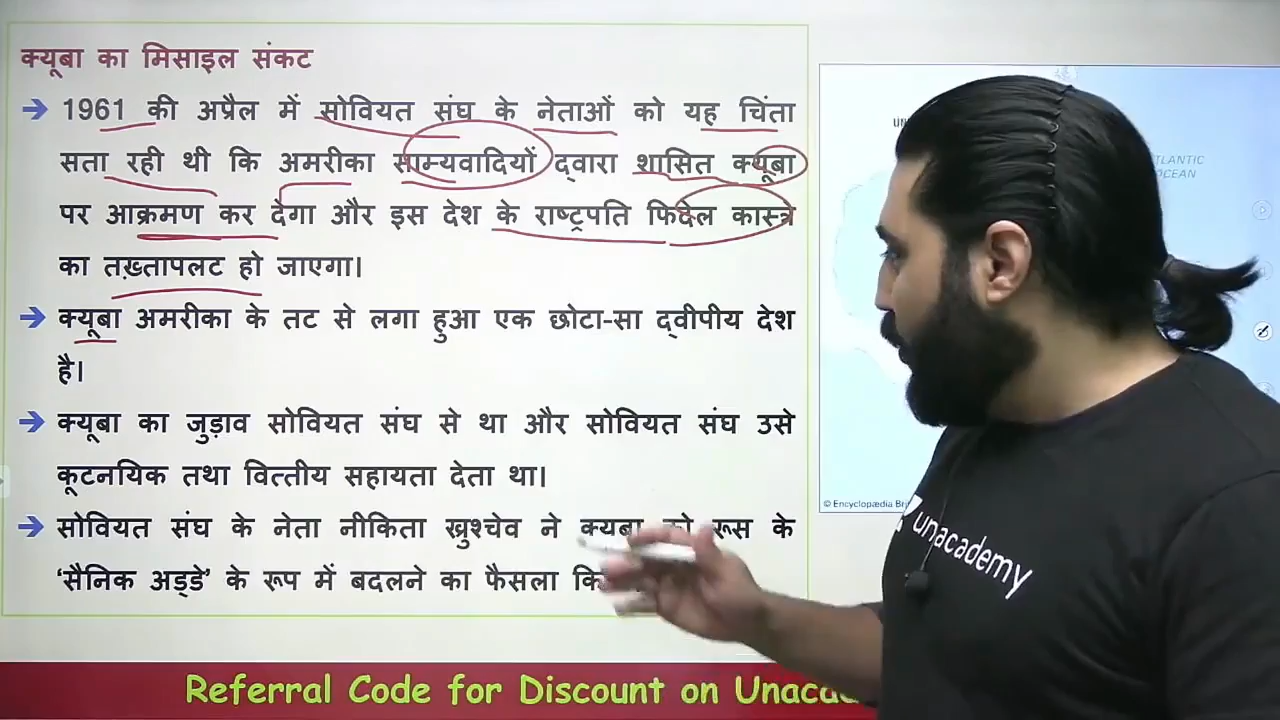 क्यूबा का मिसाइल संकट
→ 1961 की अप्रैल में सोवियत संघ के नेताओं को यह चिंता
सता रही थी कि अमरीका साम्यवादियों द्वारा शासित क्यूबा
पर आक्रमण कर देगा और इस देश के राष्ट्रपति फिदेल कास्त्र
का तख़्तापलट हो जाएगा।
→ क्यूबा अमरीका के तट से लगा हुआ एक छोटा-सा द्वीपीय देश
है।
→ क्यूबा का जुड़ाव सोवियत संघ से था और सोवियत संघ उसे
कूटनयिक तथा वित्तीय सहायता देता था।
→ सोवियत संघ के नेता नीकिता ख़ुश्चेव ने क्यूबा को रूस के
‘सैनिक अड्डे’ के रूप में बदलने का फैसला
UN
ATLANTIC
OCEAN
© Encyclopædia
unacademy
Referral Code for Discount on